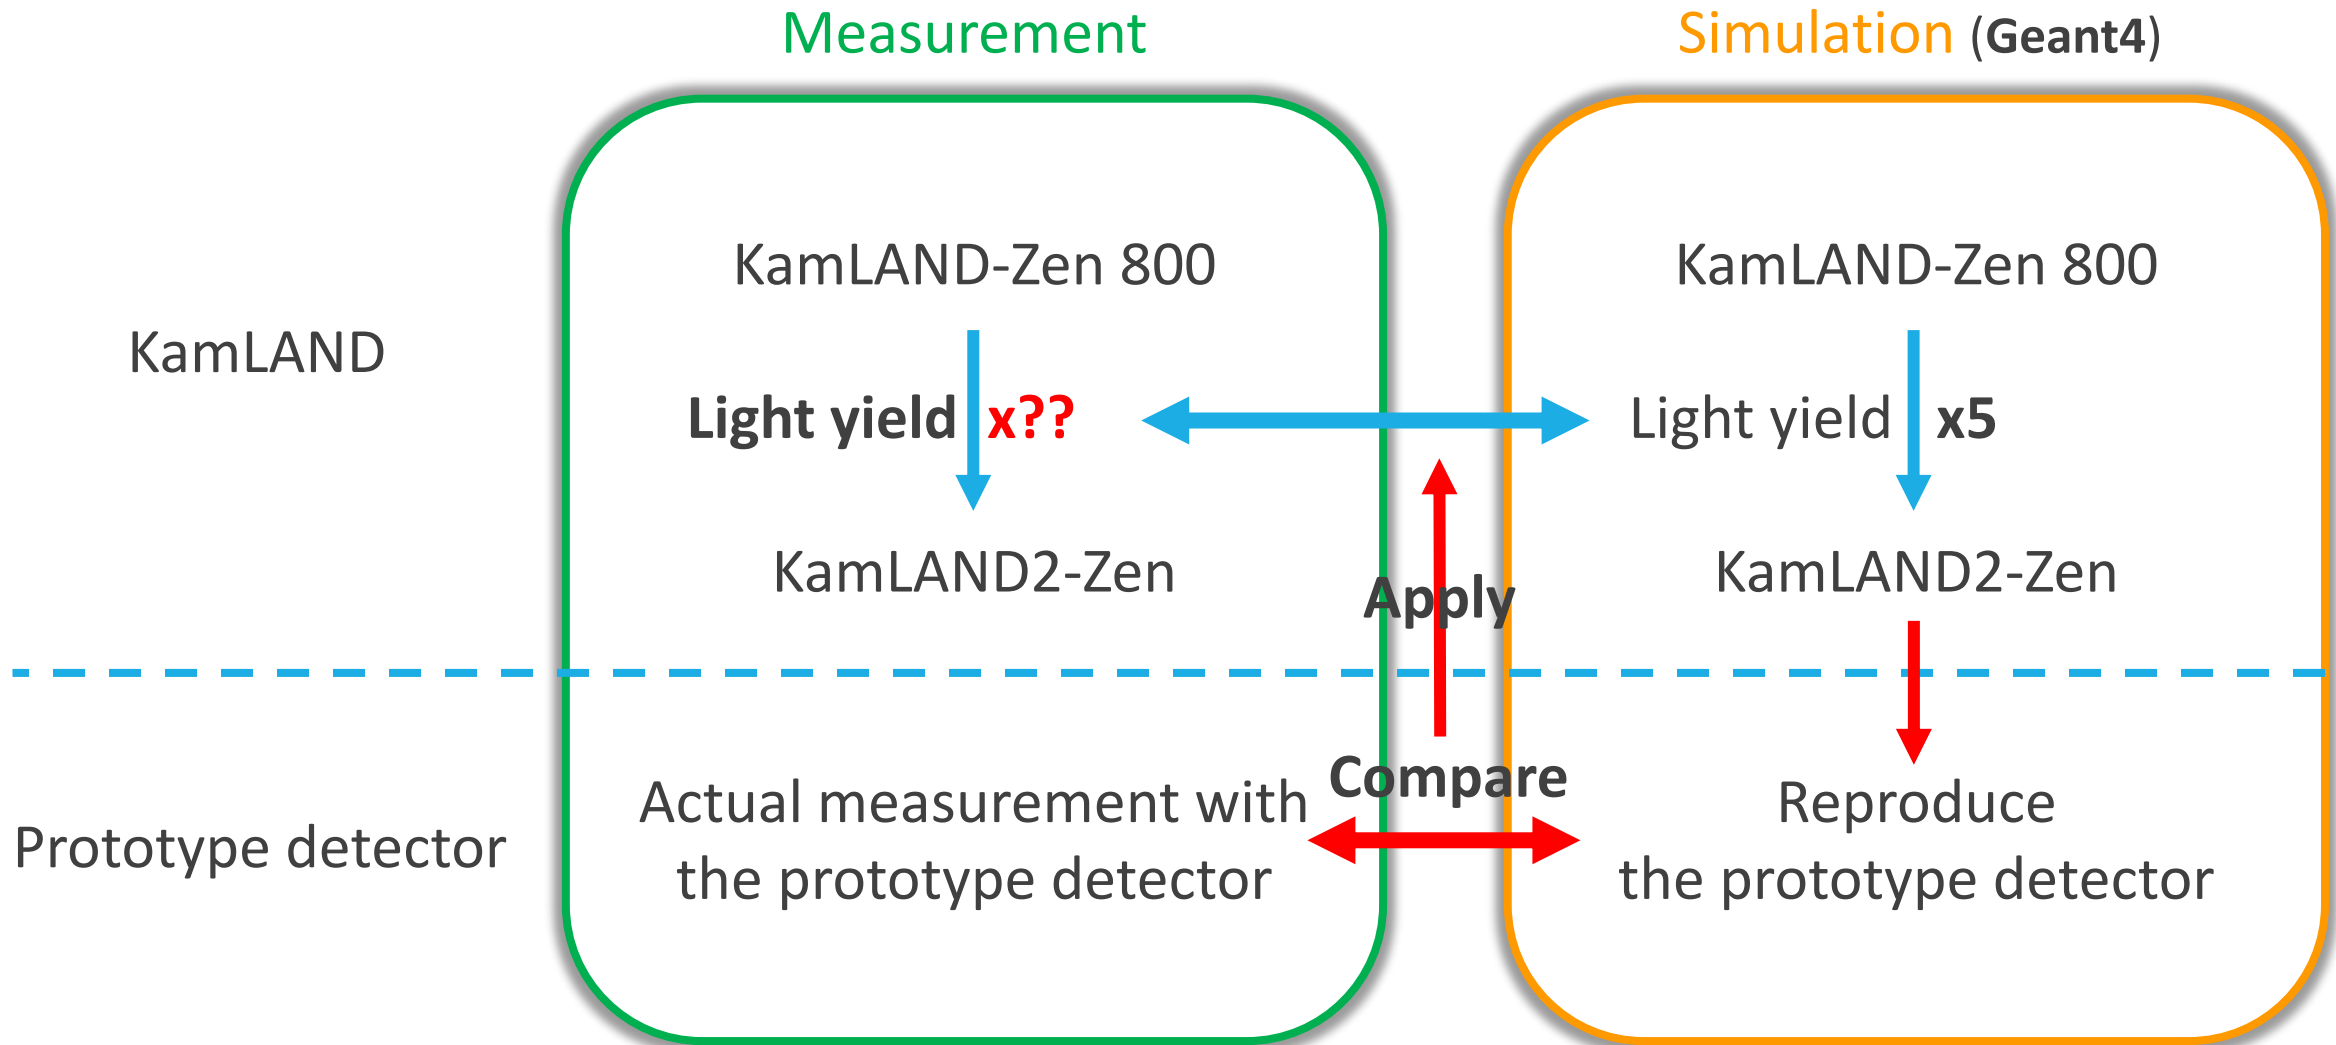 Measurement
Simulation (Geant4)
KamLAND
KamLAND-Zen 800
Light yield x??
KamLAND2-Zen
KamLAND-Zen 800
Light yield x5
KamLAND2-Zen
Apply
Compare
Prototype detector
Actual measurement with
the prototype detector
Reproduce
the prototype detector